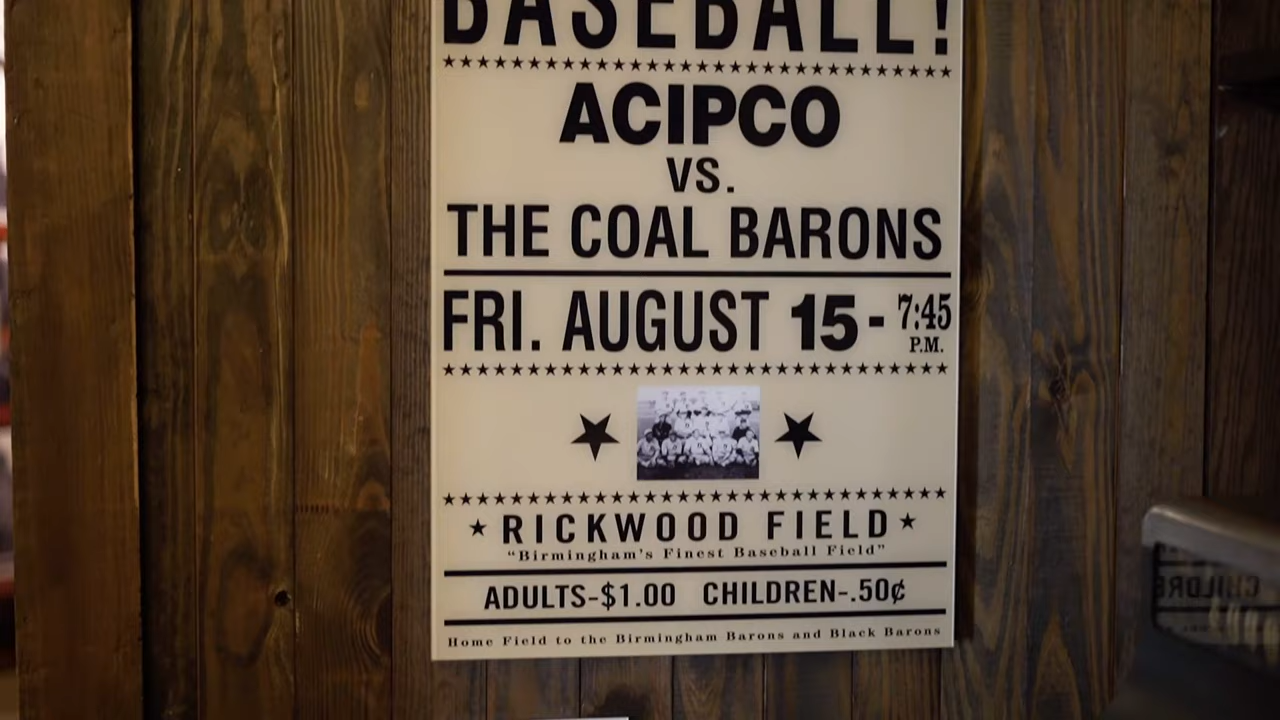 BASEBALL!
ACIPCO
VS.
THE COAL BARONS
FRI. AUGUST 15 - 7:45
P.M.
RICKWOOD FIELD
“Birmingham’s Finest Baseball Field”
ADULTS-$1.00 CHILDREN-.50¢
Home Field to the Birmingham Barons and Black Barons